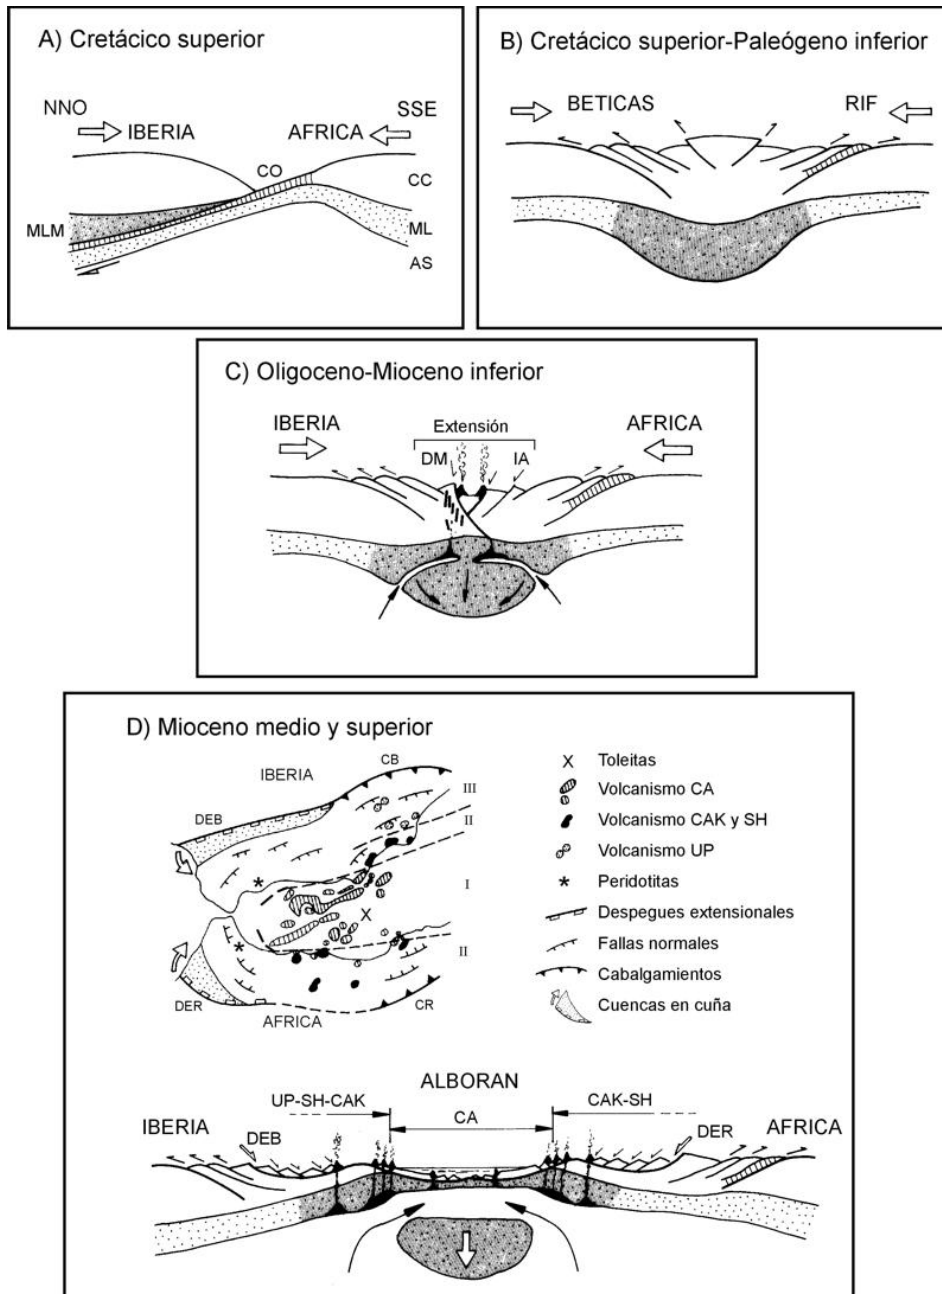 A) Cretácico superior
NNO
SSE
IBERIA
AFRICA
CO
CC
MLM
ML
AS
B) Cretácico superior-Paleógeno inferior
BETICAS
RIF
C) Oligoceno-Mioceno inferior
IBERIA
Extensión
AFRICA
DM
IA
D) Mioceno medio y superior
IBERIA
CB
III
DEB
II
I
X
II
DER
AFRICA
CR
X Toleitas
Volcanismo CA
Volcanismo CAK y SH
Volcanismo UP
* Peridotitas
Despegues extensionales
Fallas normales
Cabalgamientos
Cuencas en cuña
ALBORAN
UP-SH-CAK
CAK-SH
CA
IBERIA
DEB
DER
AFRICA